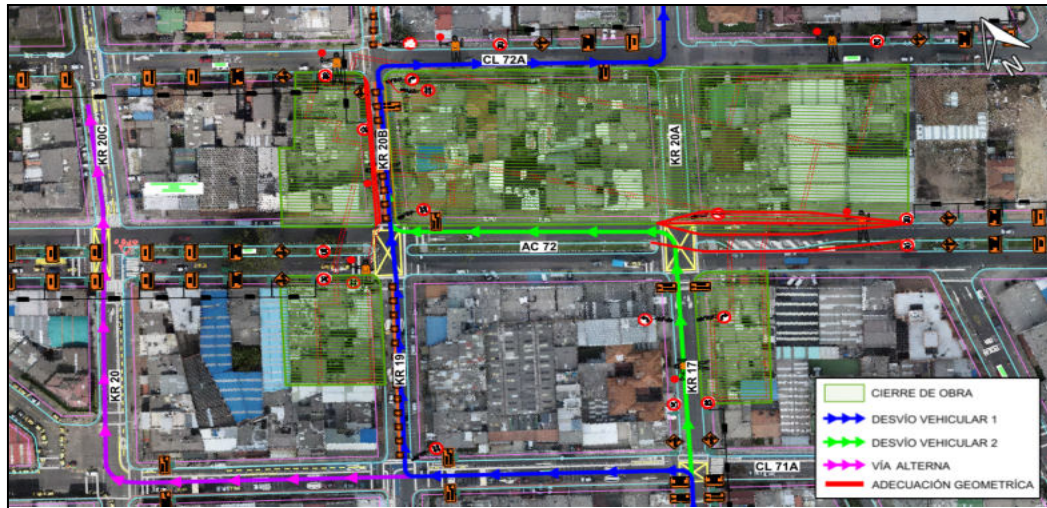 CL 72A
KR 20C
KR 20B
KR 20A
N
AC 72
KR 20
KR 19
KR 17
CL 71A
CIERRE DE OBRA
DESVÍO VEHICULAR 1
DESVÍO VEHICULAR 2
VÍA ALTERNA
ADECUACIÓN GEOMETRÍCA